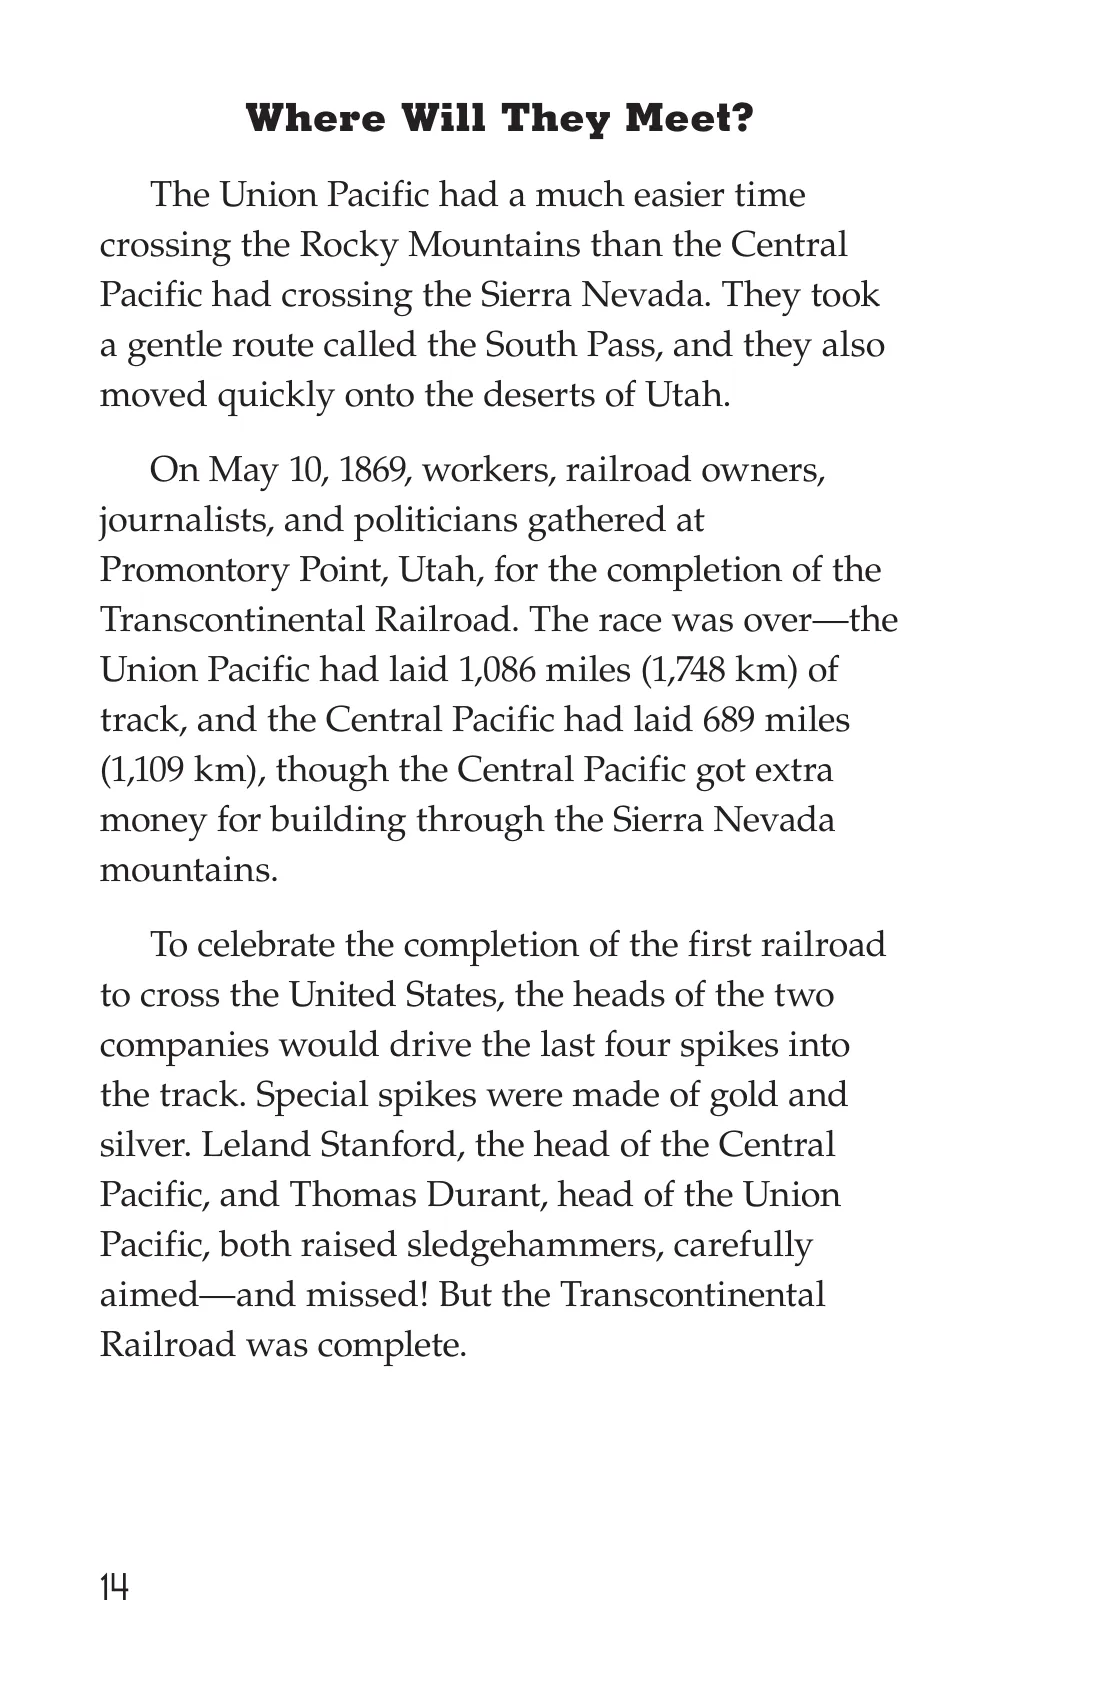 Where Will They Meet?
The Union Pacific had a much easier time
crossing the Rocky Mountains than the Central
Pacific had crossing the Sierra Nevada. They took
a gentle route called the South Pass, and they also
moved quickly onto the deserts of Utah.
On May 10, 1869, workers, railroad owners,
journalists, and politicians gathered at
Promontory Point, Utah, for the completion of the
Transcontinental Railroad. The race was over—the
Union Pacific had laid 1,086 miles (1,748 km) of
track, and the Central Pacific had laid 689 miles
(1,109 km), though the Central Pacific got extra
money for building through the Sierra Nevada
mountains.
To celebrate the completion of the first railroad
to cross the United States, the heads of the two
companies would drive the last four spikes into
the track. Special spikes were made of gold and
silver. Leland Stanford, the head of the Central
Pacific, and Thomas Durant, head of the Union
Pacific, both raised sledgehammers, carefully
aimed—and missed! But the Transcontinental
Railroad was complete.
14